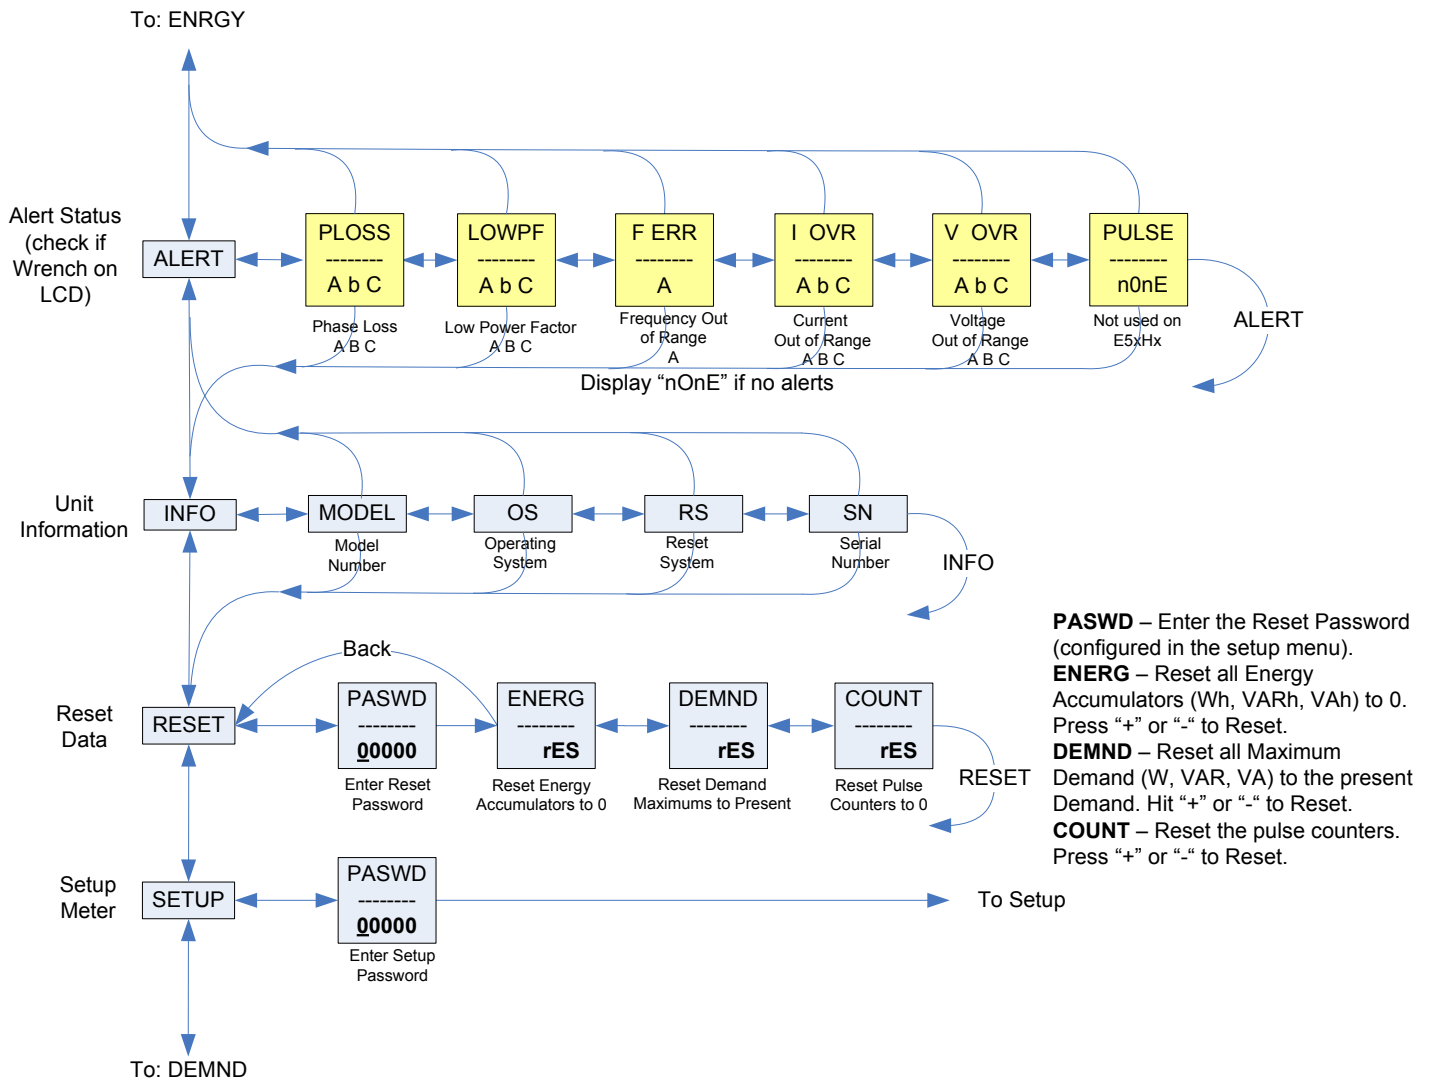 To: ENRGY
Alert Status
(check if
Wrench on
LCD)
ALERT
PLOSS
--------
A b C
Phase Loss
A B C
LOWPF
--------
A b C
Low Power Factor
A B C
F ERR
--------
A
Frequency Out
of Range
A
I OVR
--------
A b C
Current
Out of Range
A B C
V OVR
--------
A b C
Voltage
Out of Range
A B C
PULSE
--------
n0nE
Not used on
E5xHx
ALERT
Display “nOnE” if no alerts
Unit
Information
INFO
MODEL
Model
Number
OS
Operating
System
RS
Reset
System
SN
Serial
Number
INFO
Back
Reset
Data
RESET
PASWD
--------
00000
Enter Reset
Password
ENERG
--------
rES
Reset Energy
Accumulators to 0
DEMND
--------
rES
Reset Demand
Maximums to Present
COUNT
--------
rES
Reset Pulse
Counters to 0
RESET
PASWD – Enter the Reset Password
(configured in the setup menu).
ENERG – Reset all Energy
Accumulators (Wh, VARh, VAh) to 0.
Press “+” or “-“ to Reset.
DEMND – Reset all Maximum
Demand (W, VAR, VA) to the present
Demand. Hit “+” or “-“ to Reset.
COUNT – Reset the pulse counters.
Press “+” or “-“ to Reset.
Setup
Meter
SETUP
PASWD
--------
00000
Enter Setup
Password
To Setup
To: DEMND